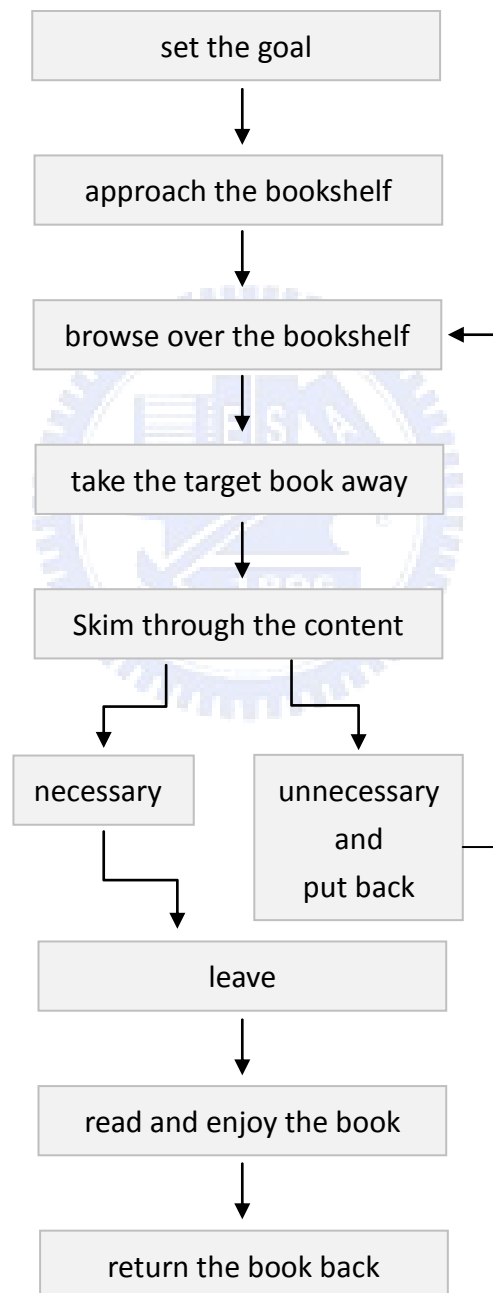 set the goal
approach the bookshelf
browse over the bookshelf
take the target book away
Skim through the content
necessary
unnecessary
and
put back
leave
read and enjoy the book
return the book back